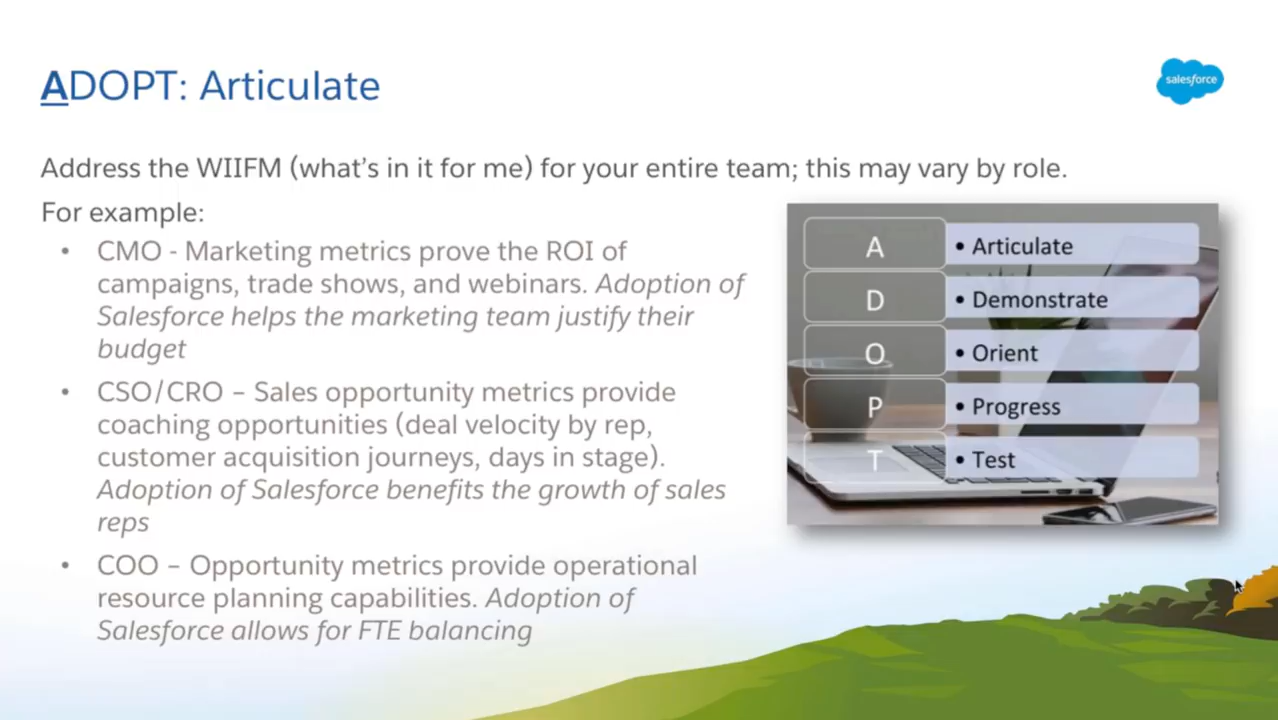 ADOPT: Articulate
salesforce
Address the WIIFM (what's in it for me) for your entire team; this may vary by role.
For example:
• CMO - Marketing metrics prove the ROI of
campaigns, trade shows, and webinars. Adoption of
Salesforce helps the marketing team justify their
budget
• CSO/CRO – Sales opportunity metrics provide
coaching opportunities (deal velocity by rep,
customer acquisition journeys, days in stage).
Adoption of Salesforce benefits the growth of sales
reps
• COO – Opportunity metrics provide operational
resource planning capabilities. Adoption of
Salesforce allows for FTE balancing
A • Articulate
D • Demonstrate
O • Orient
P • Progress
T • Test